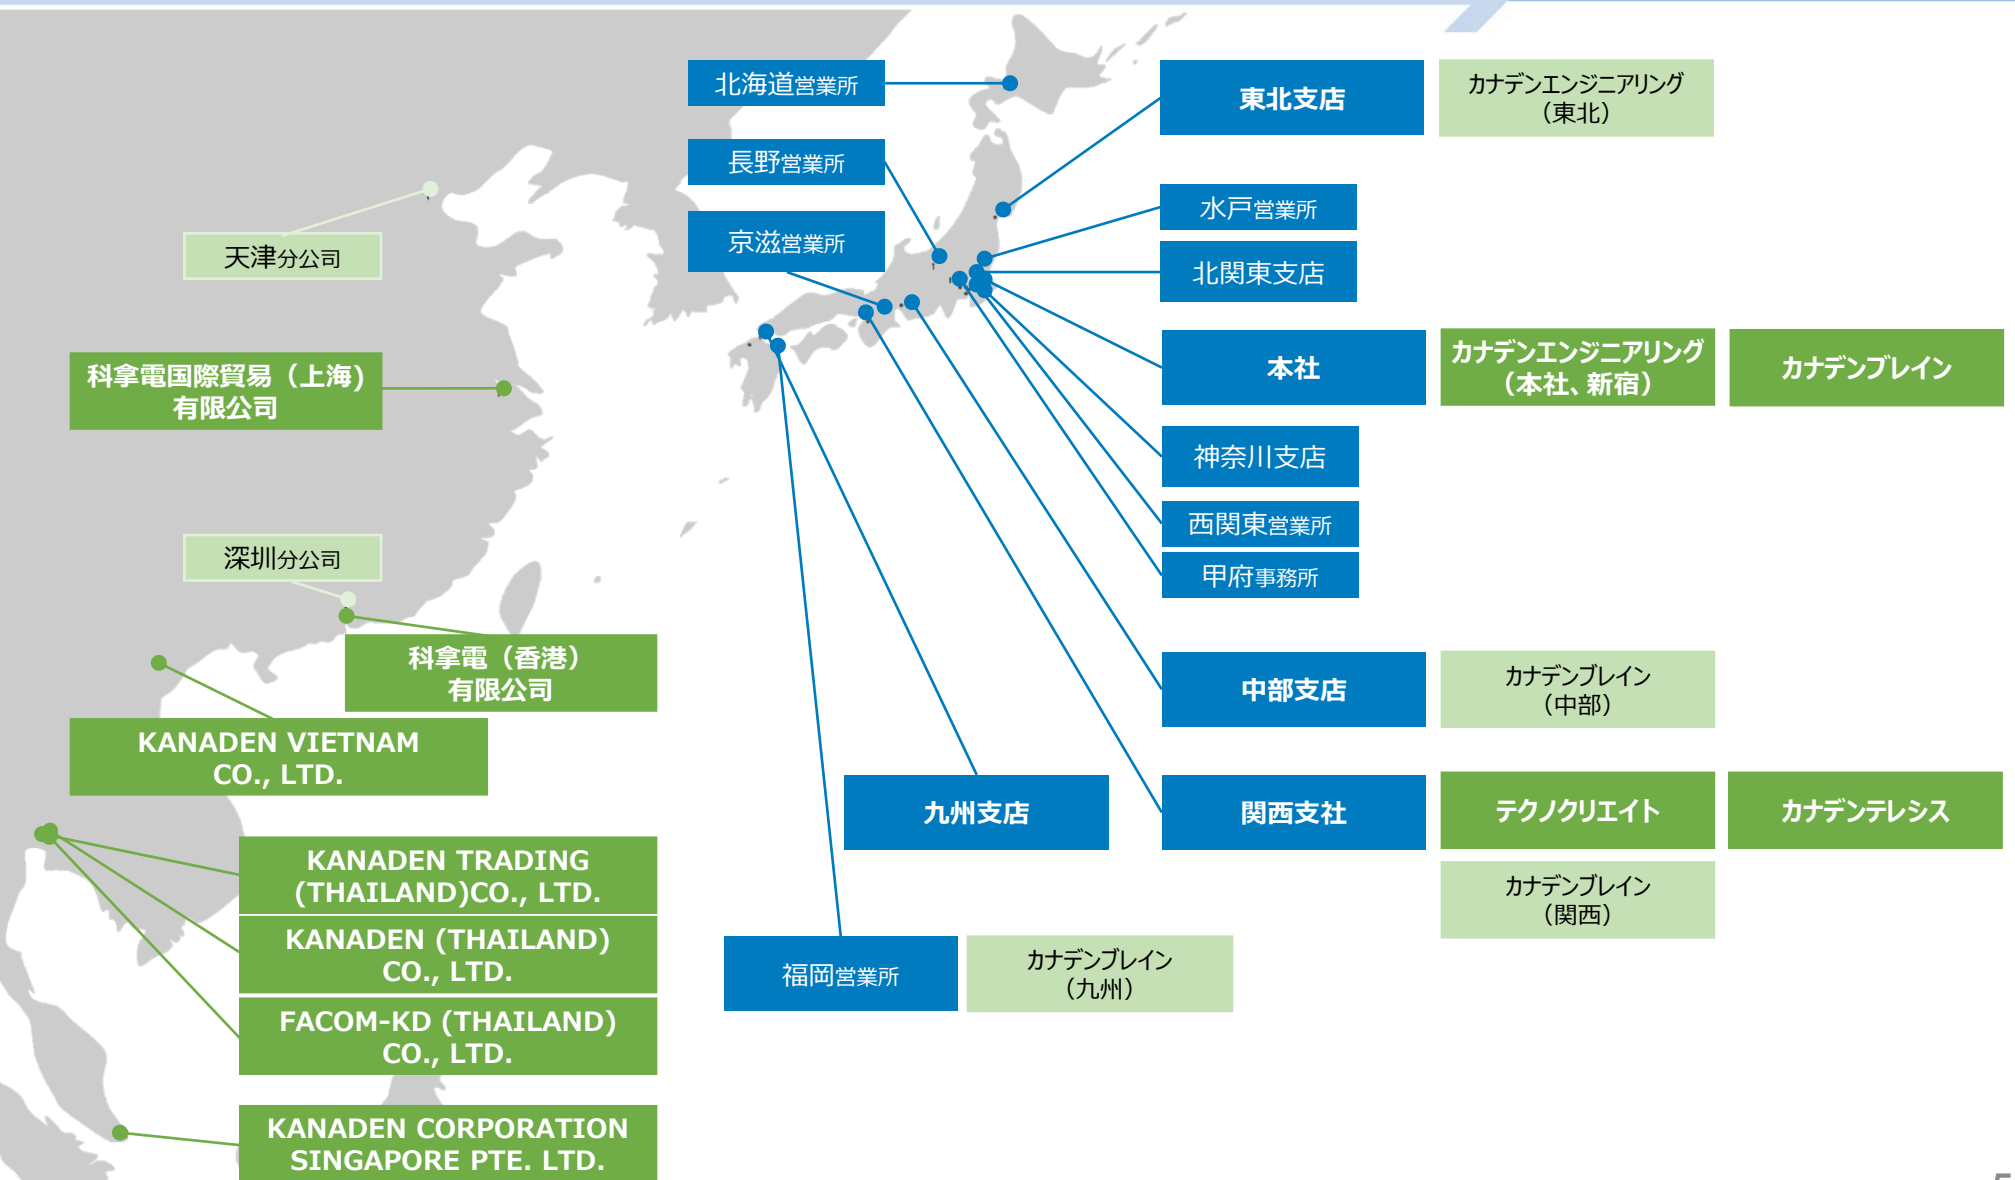 北海道営業所
長野営業所
京滋営業所
東北支店
カナデンエンジニアリング
（東北）
水戸営業所
北関東支店
本社
カナデンエンジニアリング
（本社、新宿）
カナデンブレイン
神奈川支店
西関東営業所
甲府事務所
中部支店
カナデンブレイン
（中部）
九州支店
関西支社
テクノクリエイト
カナデンテレシス
カナデンブレイン
（関西）
福岡営業所
カナデンブレイン
（九州）
天津分公司
科拿電国際貿易（上海)
有限公司
深圳分公司
科拿電（香港）
有限公司
KANADEN VIETNAM
CO., LTD.
KANADEN TRADING
(THAILAND)CO., LTD.
KANADEN (THAILAND)
CO., LTD.
FACOM-KD (THAILAND)
CO., LTD.
KANADEN CORPORATION
SINGAPORE PTE. LTD.